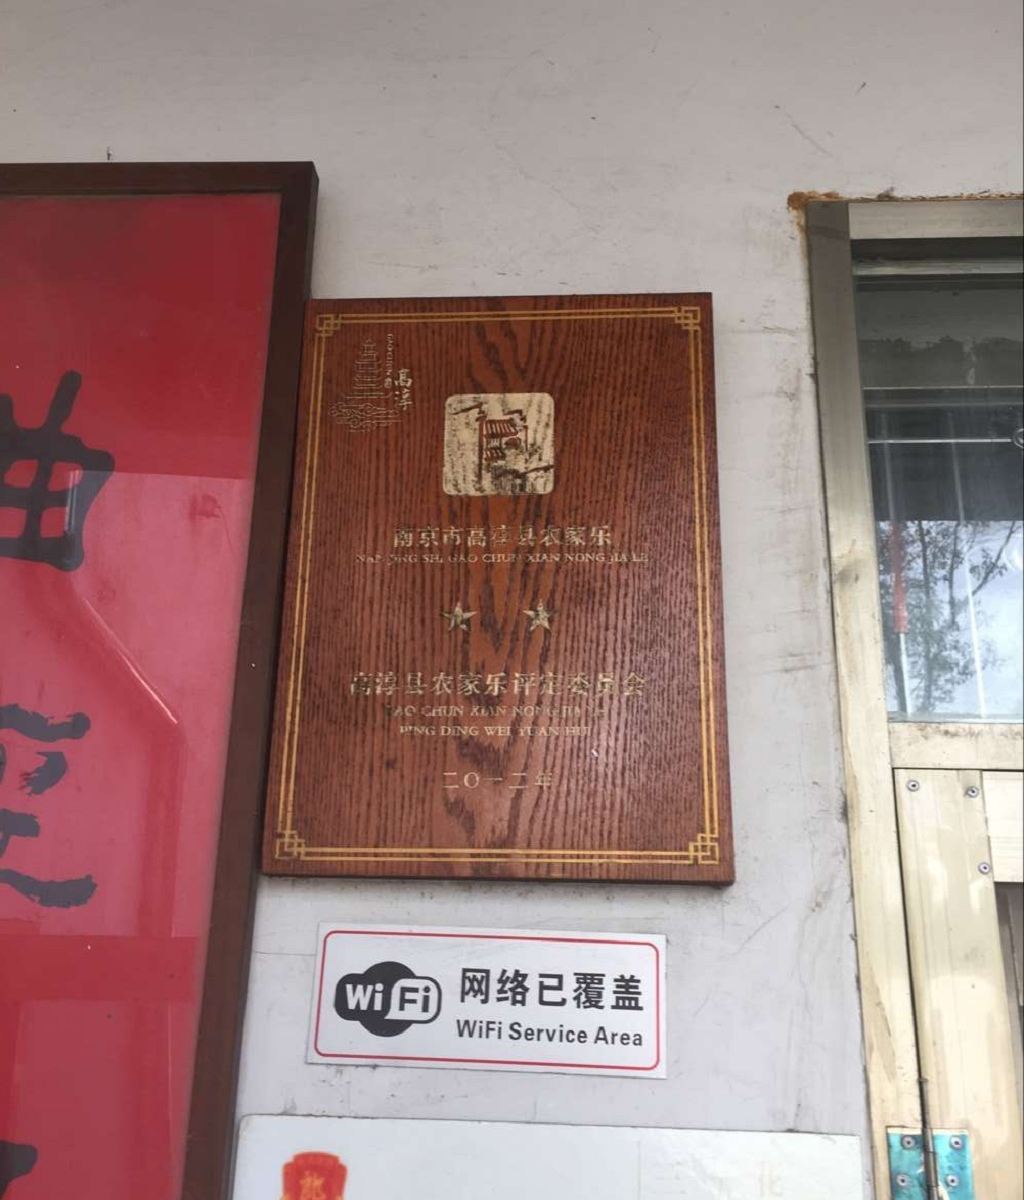 高淳
南京市高淳县农家乐
NAN JING SHI GAO CHUN XIAN NONG JIA LE
高淳县农家乐评定委员会
GAO CHUN XIAN NONG JIA LE
PING DING WEI YUAN HUI
二〇一二年
WiFi
网络已覆盖
WiFi Service Area